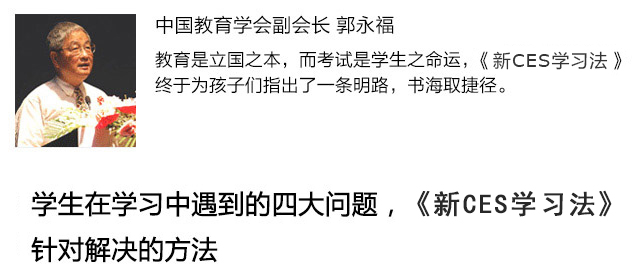 中国教育学会副会长 郭永福
教育是立国之本，而考试是学生之命运，《新CES学习法》
终于为孩子们指出了一条明路，书海取捷径。
学生在学习中遇到的四大问题，《新CES学习法》
针对解决的方法